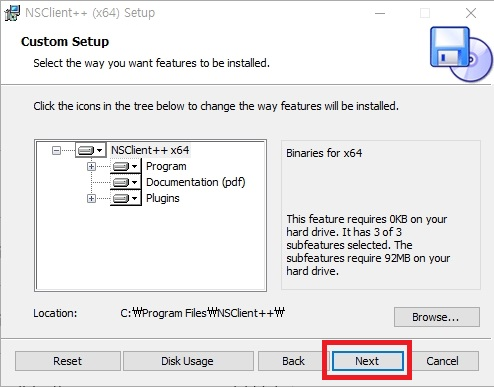 NSClient++ (x64) Setup
Custom Setup
Select the way you want features to be installed.
Click the icons in the tree below to change the way features will be installed.
NSClient++ x64
Program
Documentation (pdf)
Plugins
Binaries for x64
This feature requires 0KB on your
hard drive. It has 3 of 3
subfeatures selected. The
subfeatures require 92MB on your
hard drive.
Location: C:₩Program Files₩NSClient++₩
Browse...
Reset Disk Usage Back Next Cancel